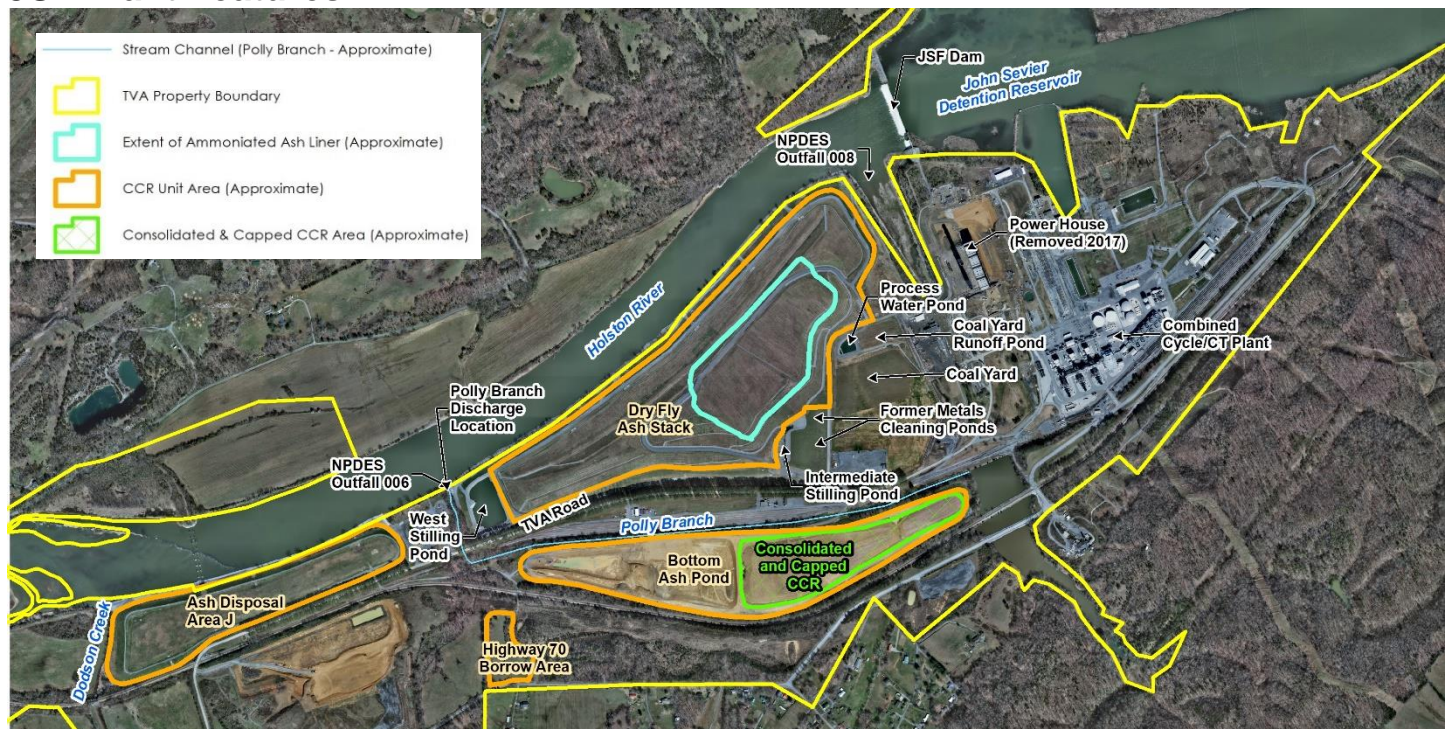 Stream Channel (Polly Branch - Approximate)
TVA Property Boundary
Extent of Ammoniated Ash Liner (Approximate)
CCR Unit Area (Approximate)
Consolidated & Capped CCR Area (Approximate)
JSF Dam
John Sevier
Detention Reservoir
NPDES
Outfall 008
Power House
(Removed 2017)
Process
Water Pond
Holston River
Coal Yard
Runoff Pond
Combined
Cycle/CT Plant
Coal Yard
Polly Branch
Discharge
Location
Dry Fly
Ash Stack
Former Metals
Cleaning Ponds
NPDES
Outfall 006
Intermediate
Stilling Pond
TVA Road
West
Stilling
Pond
Polly Branch
Bottom
Ash Pond
Consolidated
and Capped
CCR
Ash Disposal
Area J
Dodson Creek
Highway 70
Borrow Area